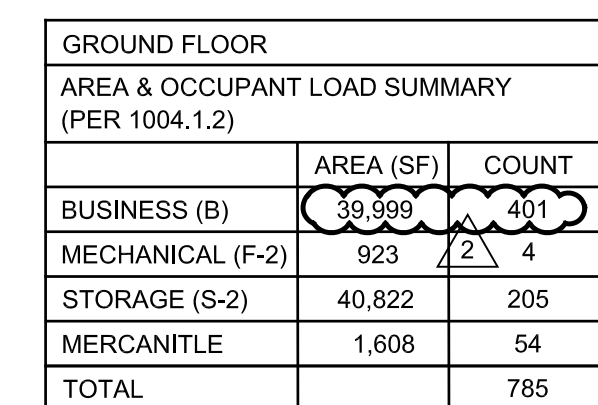 GROUND FLOOR
AREA & OCCUPANT LOAD SUMMARY
(PER 1004.1.2)
AREA (SF) COUNT
BUSINESS (B) 39,999 401
MECHANICAL (F-2) 923 2 4
STORAGE (S-2) 40,822 205
MERCANITLE 1,608 54
TOTAL 785